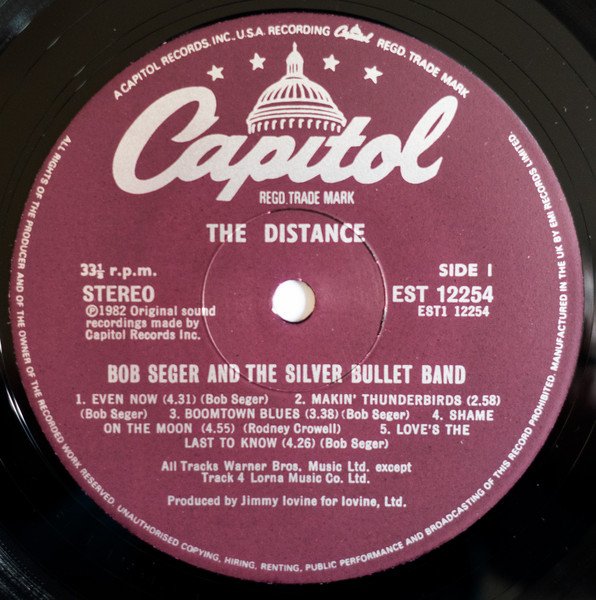 A CAPITOL RECORDS, INC., U.S.A. RECORDING Capitol REGD. TRADE MARK
Capitol
REGD. TRADE MARK
THE DISTANCE
33⅓ r.p.m.
SIDE 1
STEREO
EST 12254
℗1982 Original sound
EST1 12254
recordings made by
Capitol Records Inc.
BOB SEGER AND THE SILVER BULLET BAND
1. EVEN NOW (4.31) (Bob Seger) 2. MAKIN' THUNDERBIRDS (2.58)
(Bob Seger) 3. BOOMTOWN BLUES (3.38) (Bob Seger) 4. SHAME
ON THE MOON (4.55) (Rodney Crowell) 5. LOVE'S THE
LAST TO KNOW (4.26) (Bob Seger)
All Tracks Warner Bros. Music Ltd. except
Track 4 Lorna Music Co. Ltd.
Produced by Jimmy Iovine for Iovine, Ltd.
ALL RIGHTS OF THE PRODUCER AND OF THE OWNER OF THE RECORDED WORK RESERVED. UNAUTHORISED COPYING, HIRING, RENTING, PUBLIC PERFORMANCE AND BROADCASTING OF THIS RECORD PROHIBITED. MANUFACTURED IN THE UK BY EMI RECORDS LIMITED.